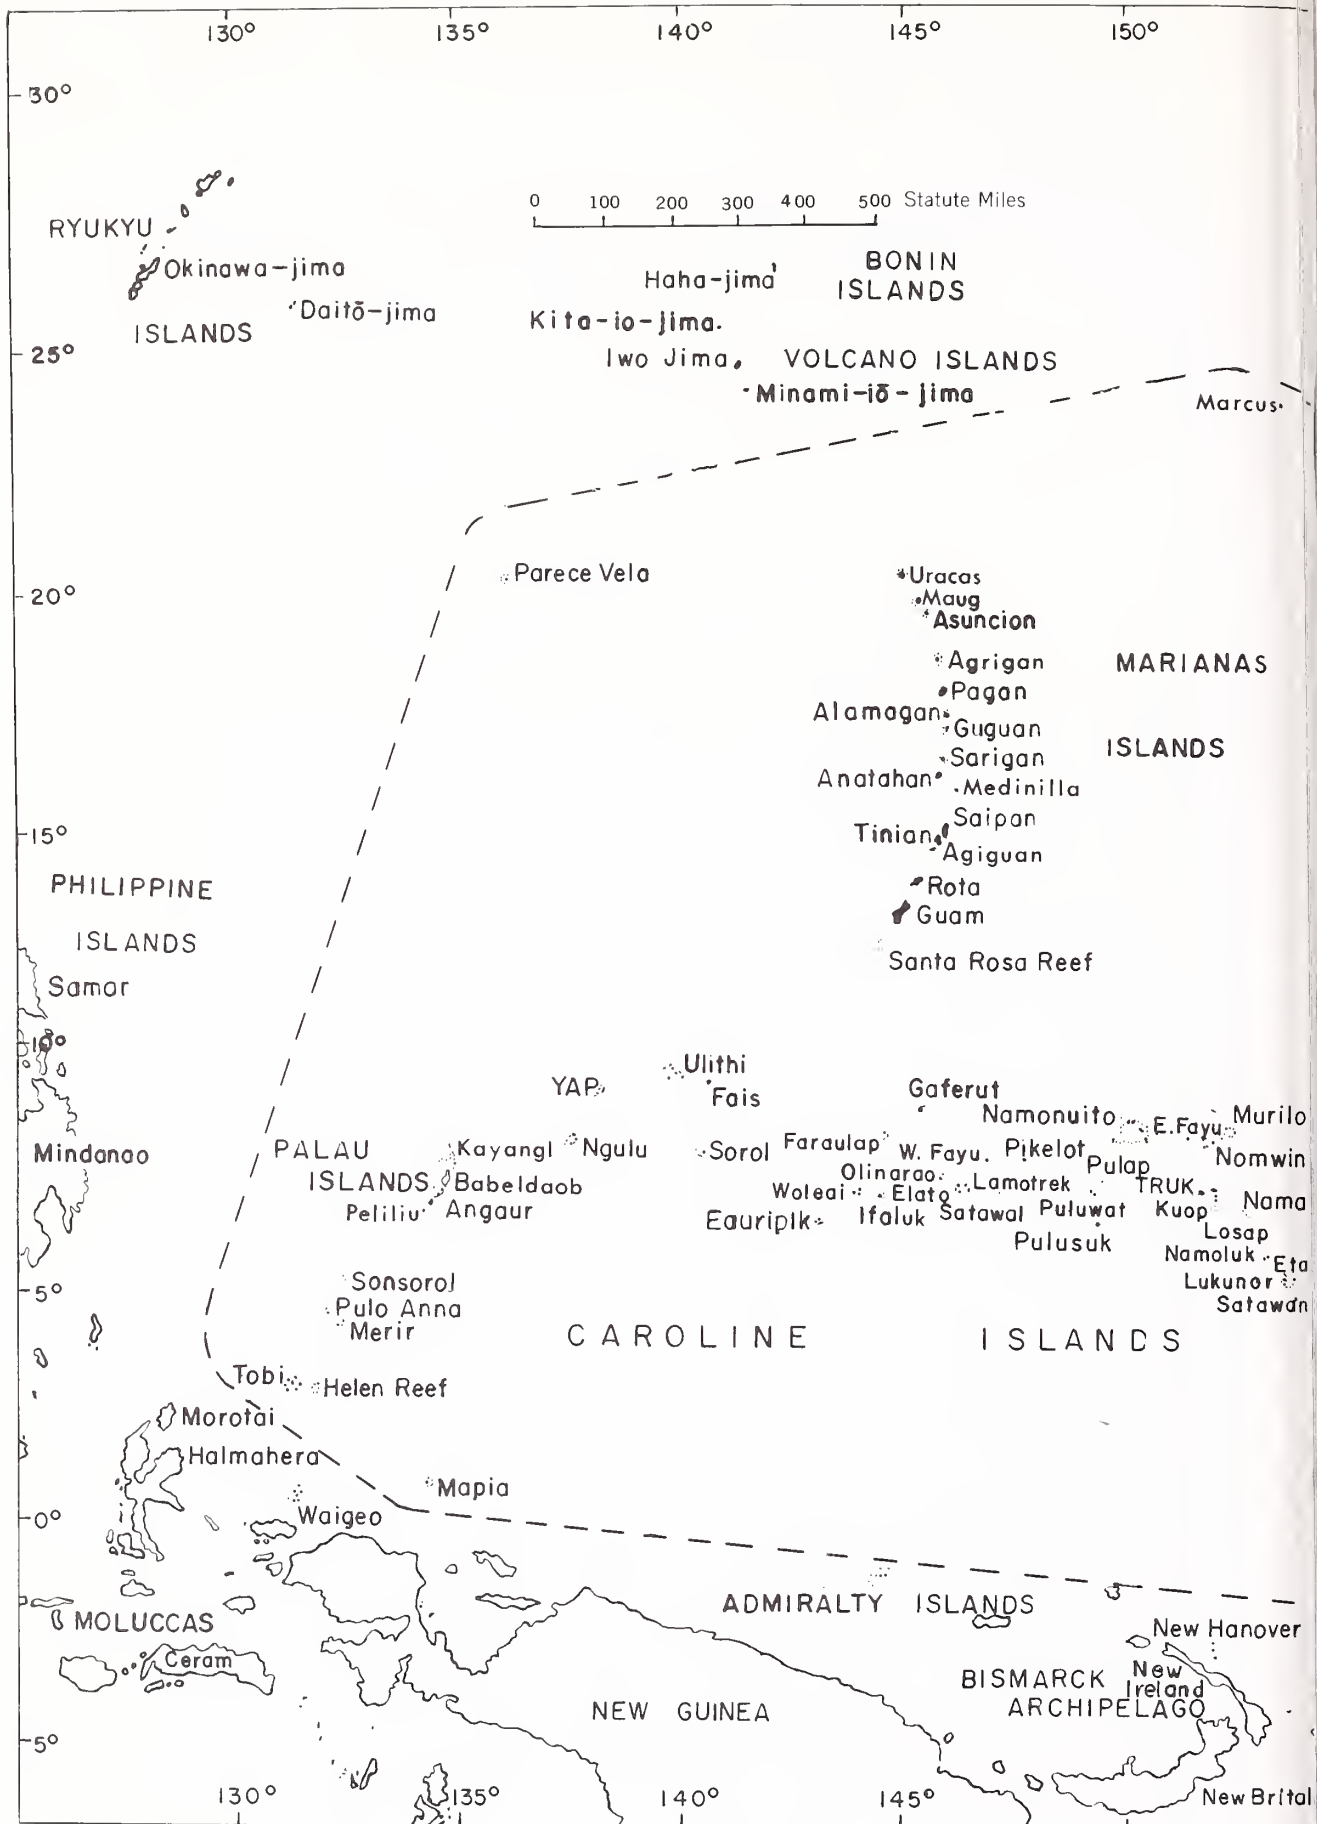 130° 135° 140° 145° 150°
30°
0 100 200 300 400 500 Statute Miles
RYUKYU
Okinawa-jima
Daitō-jima
ISLANDS
BONIN
ISLANDS
Haha-jima
Kita-io-jima
25°
Iwo Jima
VOLCANO ISLANDS
Minami-iō-jima
Marcus
Parece Vela
20°
Uracas
Maug
Asuncion
Agrigan
MARIANAS
Pagan
Alamagan
Guguan
ISLANDS
Sarigan
Anatahan
Medinilla
Saipan
15°
Tinian
Agiguan
PHILIPPINE
Rota
Guam
ISLANDS
Santa Rosa Reef
Samar
10°
Ulithi
YAP
Fais
Gaferut
Namonuito
E. Fayu
Murilo
Mindanao
PALAU
Kayangl
Ngulu
Sorol
Faraulap
W. Fayu
Pikelot
Pulap
Nomwin
ISLANDS
Babeldaob
Olinarao
Lamotrek
TRUK
Woleai
Elato
Nama
Peliliu
Angaur
Eauripik
Ifaluk
Satawal
Puluwat
Kuop
Losap
Pulusuk
Namoluk
Eta
5°
Sonsorol
Lukunor
Pulo Anna
Satawan
Merir
CAROLINE ISLANDS
Tobi
Helen Reef
Morotai
Halmahera
Mapia
0°
Waigeo
ADMIRALTY ISLANDS
MOLUCCAS
New Hanover
Ceram
BISMARCK
New
Ireland
ARCHIPELAGO
NEW GUINEA
5°
New Brital
130° 135° 140° 145°